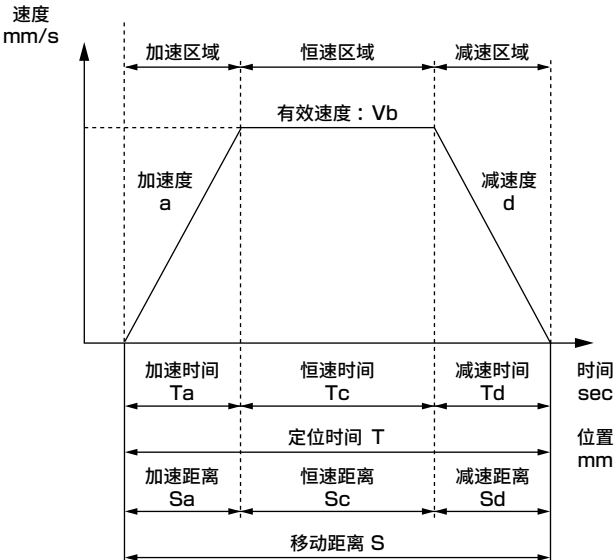 速度
mm/s
加速区域
恒速区域
减速区域
有效速度：Vb
加速度
a
减速度
d
加速时间
Ta
恒速时间
Tc
减速时间
Td
时间
sec
定位时间 T
位置
mm
加速距离
Sa
恒速距离
Sc
减速距离
Sd
移动距离 S